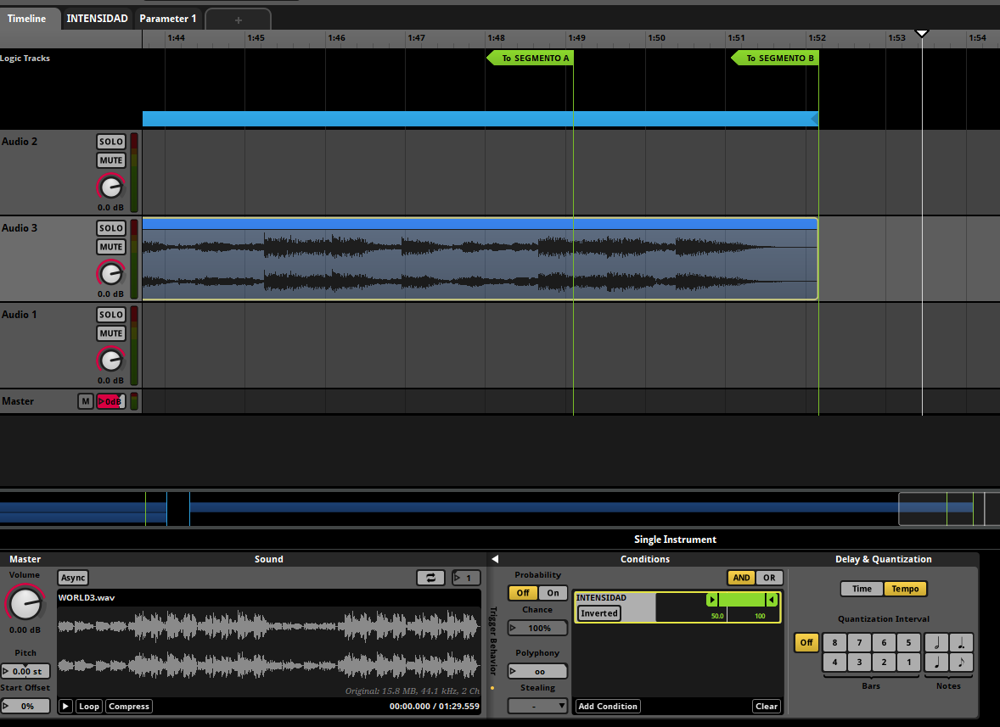 Timeline INTENSIDAD Parameter 1 +
1:44 1:45 1:46 1:47 1:48 1:49 1:50 1:51 1:52 1:53 1:54
Logic Tracks
To SEGMENTO A To SEGMENTO B
Audio 2
SOLO
MUTE
0.0 dB
Audio 3
SOLO
MUTE
0.0 dB
Audio 1
SOLO
MUTE
0.0 dB
Master M 0dB
Single Instrument
Master
Volume
0.00 dB
Pitch
0.00 st
Start Offset
0%
Sound
Async 1
WORLD3.wav
Original: 15.8 MB, 44.1 kHz, 2 Ch
Loop Compress 00:00.000 / 01:29.559
Trigger Behavior
Probability
Off On
Chance
100%
Polyphony
oo
Stealing
-
Conditions
AND OR
INTENSIDAD
Inverted
50.0 100
Add Condition Clear
Delay & Quantization
Time Tempo
Quantization Interval
Off 8 7 6 5
4 3 2 1
Bars Notes